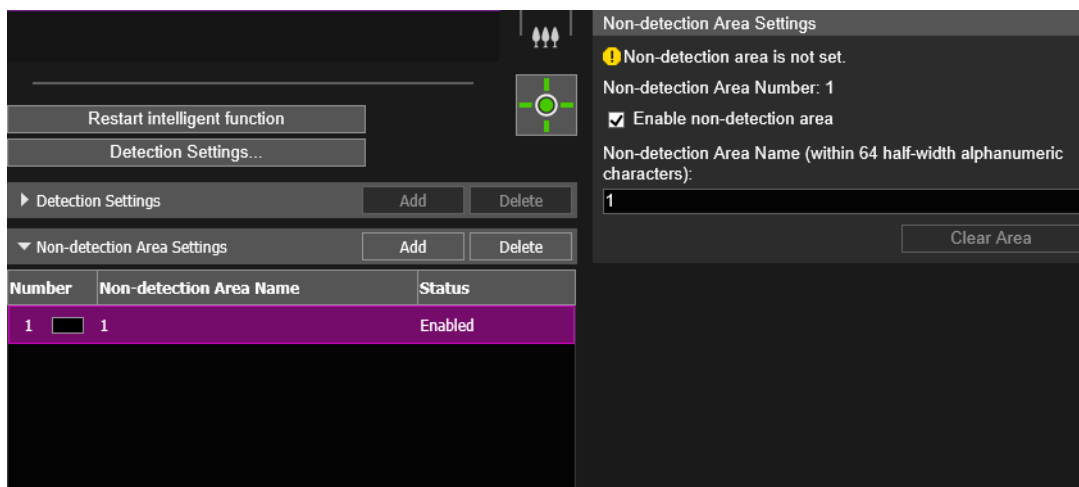 Restart intelligent function
Detection Settings...
Detection Settings Add Delete
Non-detection Area Settings Add Delete
Number Non-detection Area Name Status
1 1 Enabled
Non-detection Area Settings
Non-detection area is not set.
Non-detection Area Number: 1
Enable non-detection area
Non-detection Area Name (within 64 half-width alphanumeric
characters):
1
Clear Area